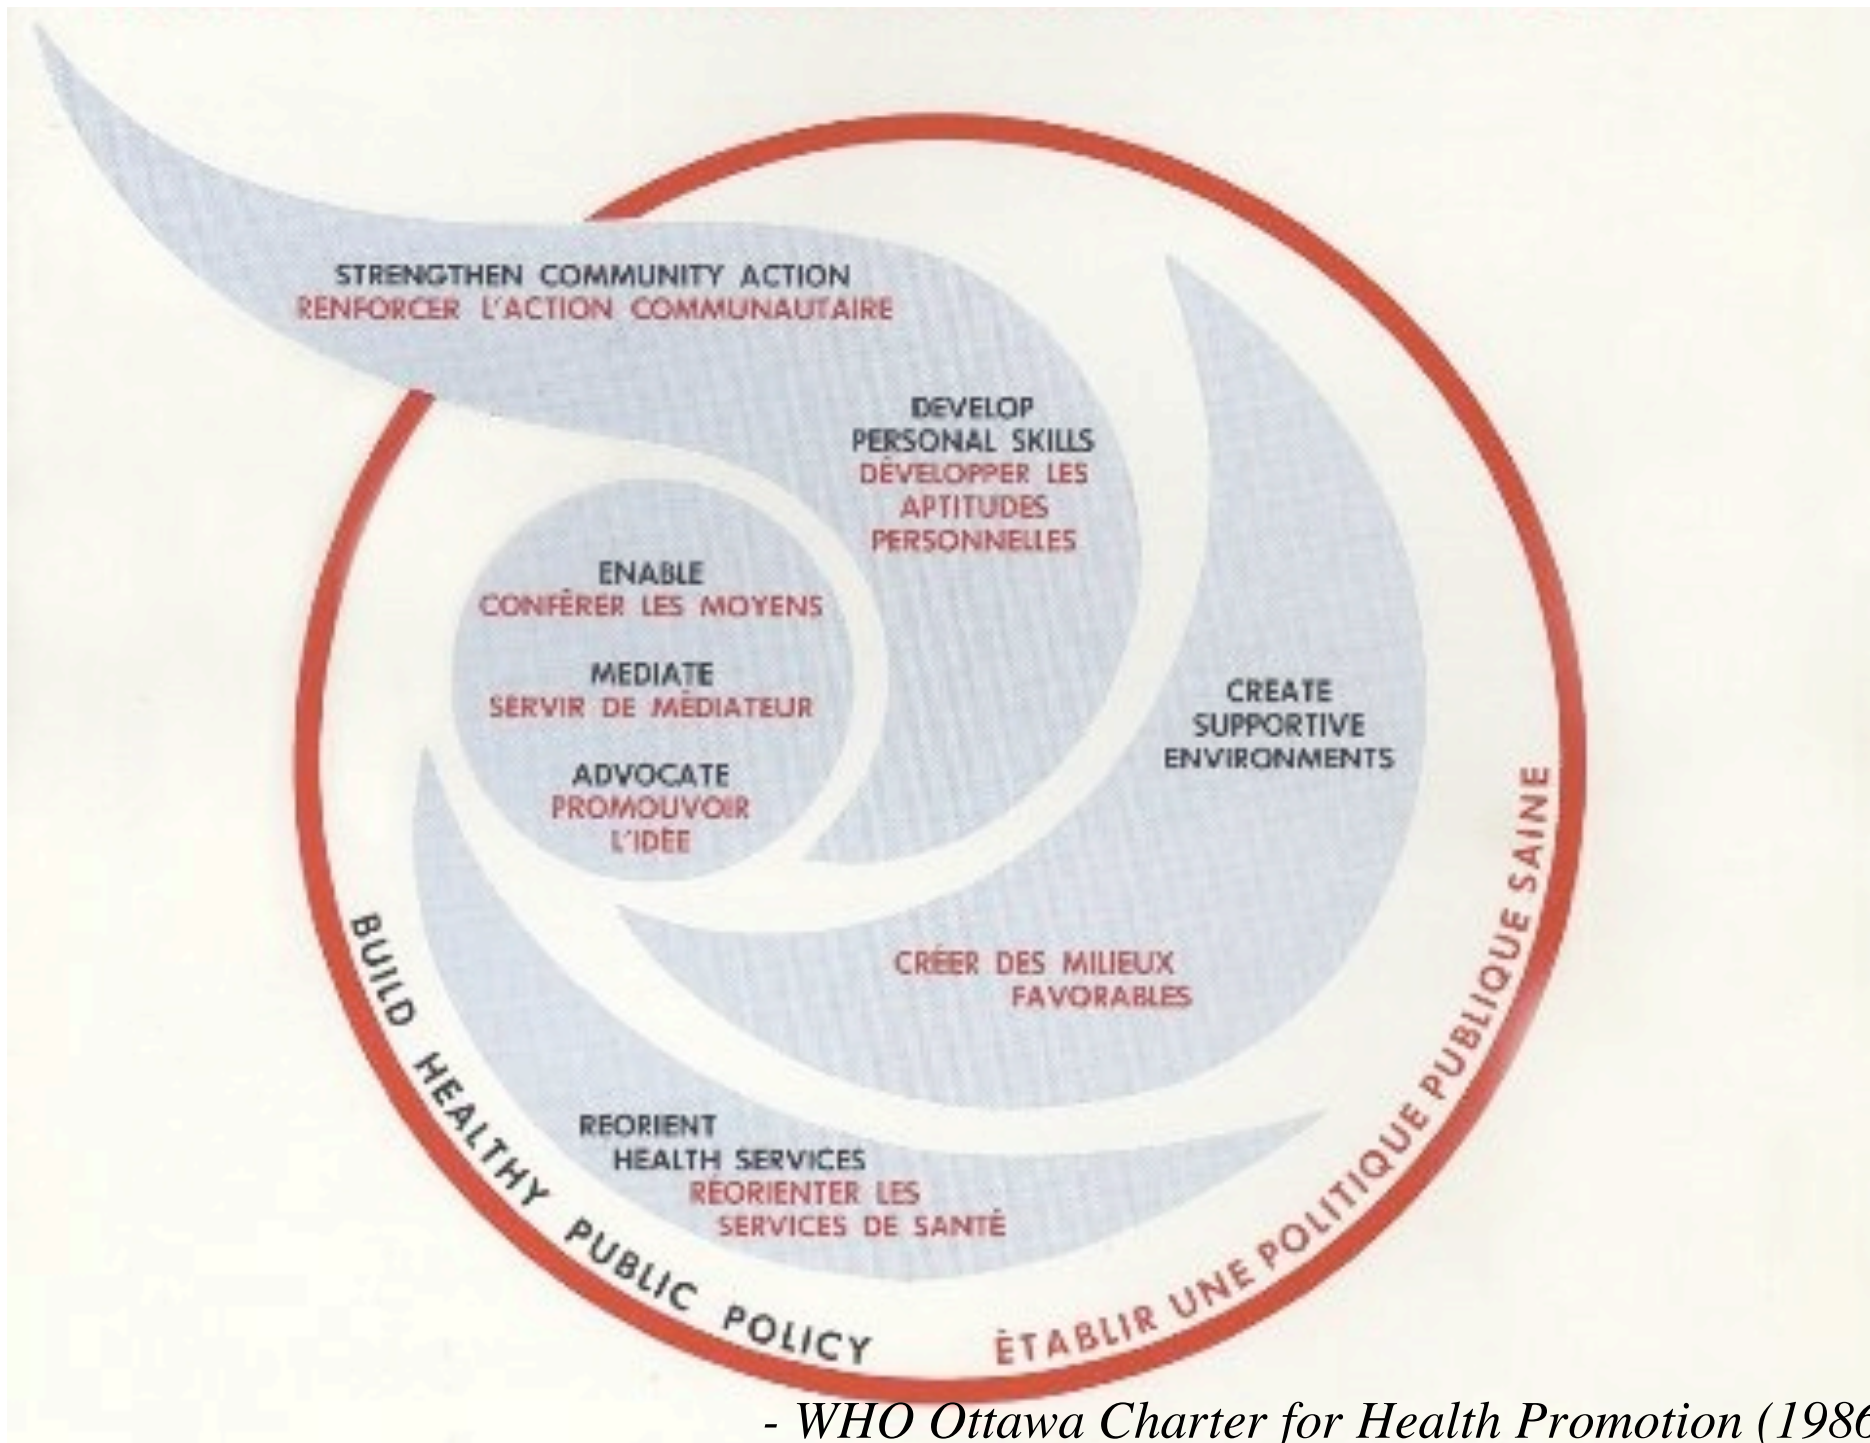 STRENGTHEN COMMUNITY ACTION
RENFORCER L'ACTION COMMUNAUTAIRE
DEVELOP
PERSONAL SKILLS
DÉVELOPPER LES
APTITUDES
PERSONNELLES
ENABLE
CONFÉRER LES MOYENS
MEDIATE
SERVIR DE MÉDIATEUR
ADVOCATE
PROMOUVOIR
L'IDÉE
CREATE
SUPPORTIVE
ENVIRONMENTS
CRÉER DES MILIEUX
FAVORABLES
REORIENT
HEALTH SERVICES
RÉORIENTER LES
SERVICES DE SANTÉ
BUILD HEALTHY PUBLIC POLICY
ÉTABLIR UNE POLITIQUE PUBLIQUE SAINE
- WHO Ottawa Charter for Health Promotion (1986